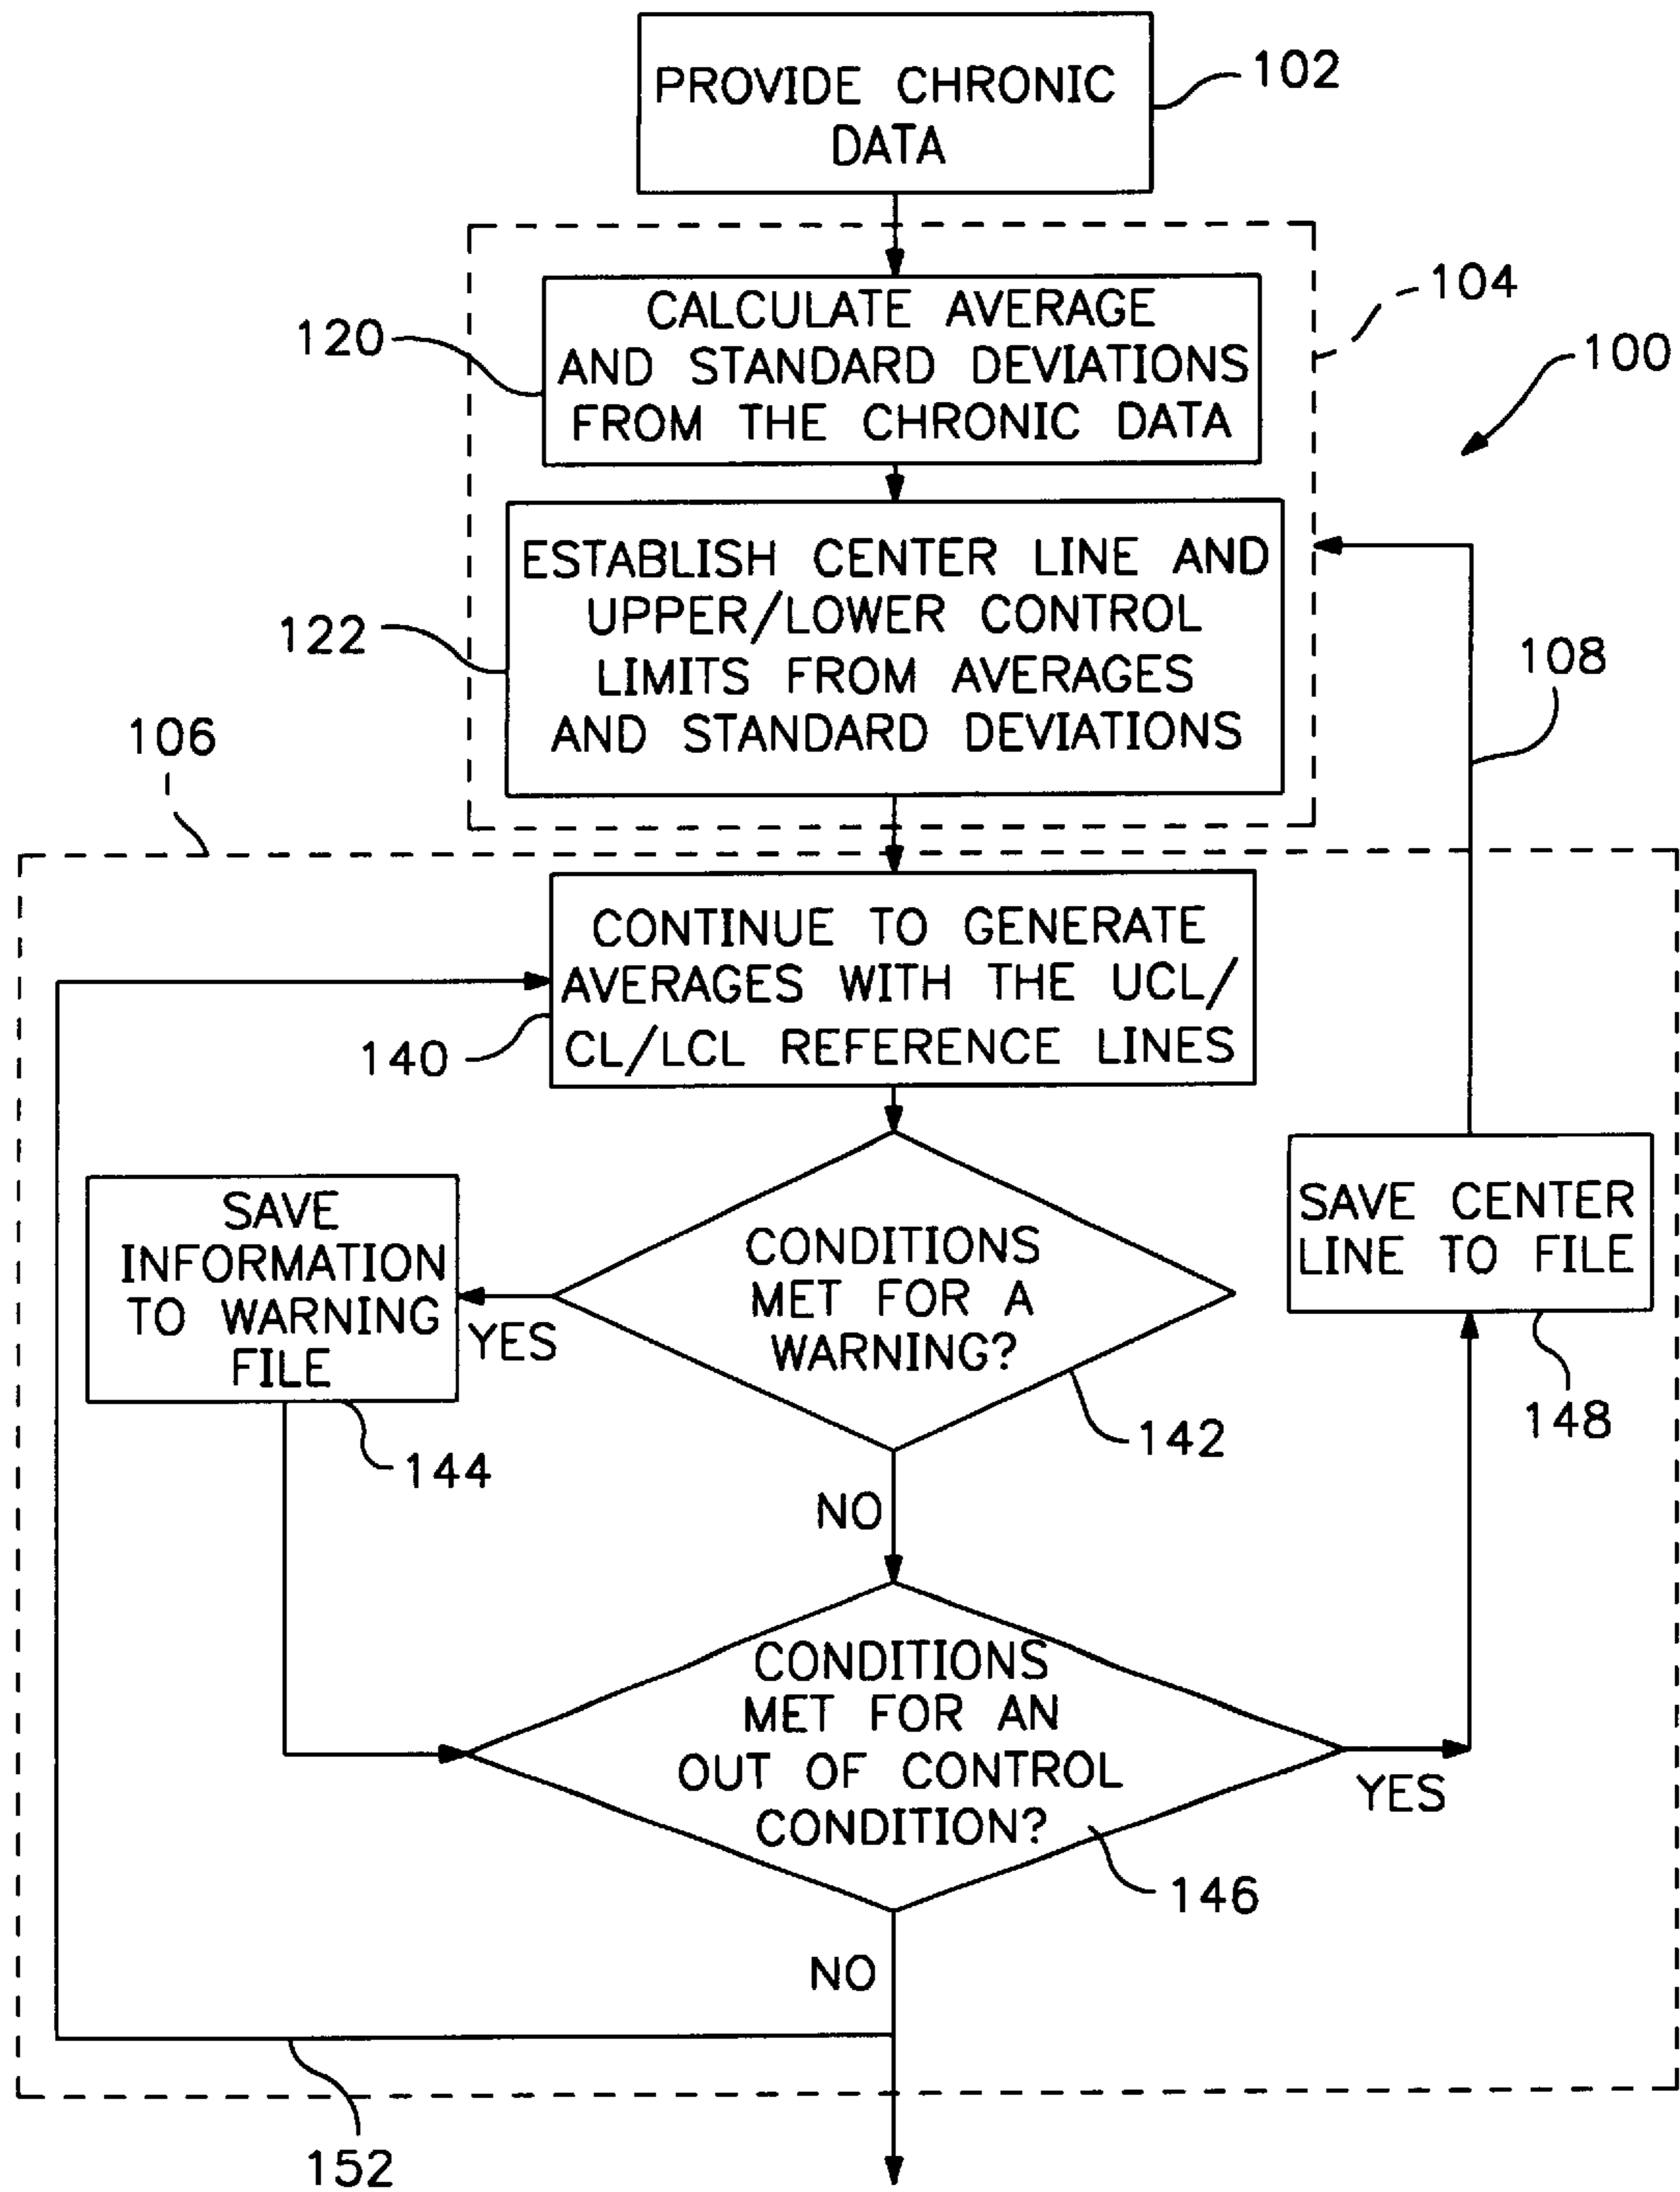 PROVIDE CHRONIC
DATA
102
CALCULATE AVERAGE
AND STANDARD DEVIATIONS
FROM THE CHRONIC DATA
120
104
100
ESTABLISH CENTER LINE AND
UPPER/LOWER CONTROL
LIMITS FROM AVERAGES
AND STANDARD DEVIATIONS
122
108
106
CONTINUE TO GENERATE
AVERAGES WITH THE UCL/
CL/LCL REFERENCE LINES
140
SAVE
INFORMATION
TO WARNING
FILE
YES
CONDITIONS
MET FOR A
WARNING?
SAVE CENTER
LINE TO FILE
148
142
144
NO
CONDITIONS
MET FOR AN
OUT OF CONTROL
CONDITION?
YES
146
NO
152